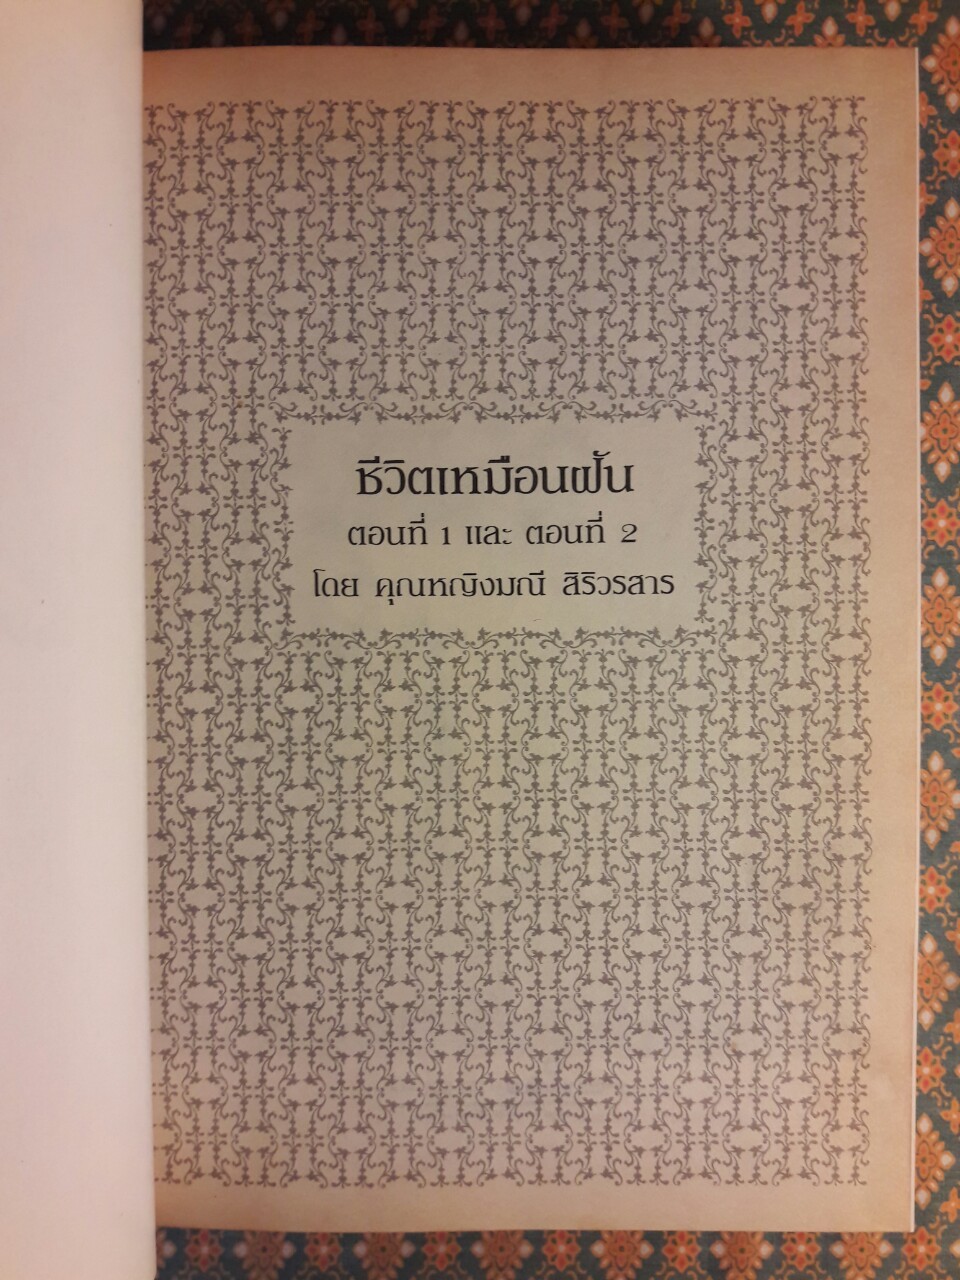 ชีวิตเหมือนฝัน
ตอนที่ 1 และ ตอนที่ 2
โดย คุณหญิงมณี สิริวรสาร